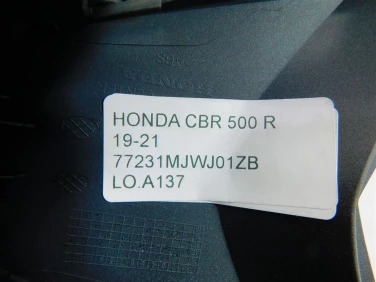 HONDA CBR 500 R
19-21
77231MJWJ01ZB
LO.A137